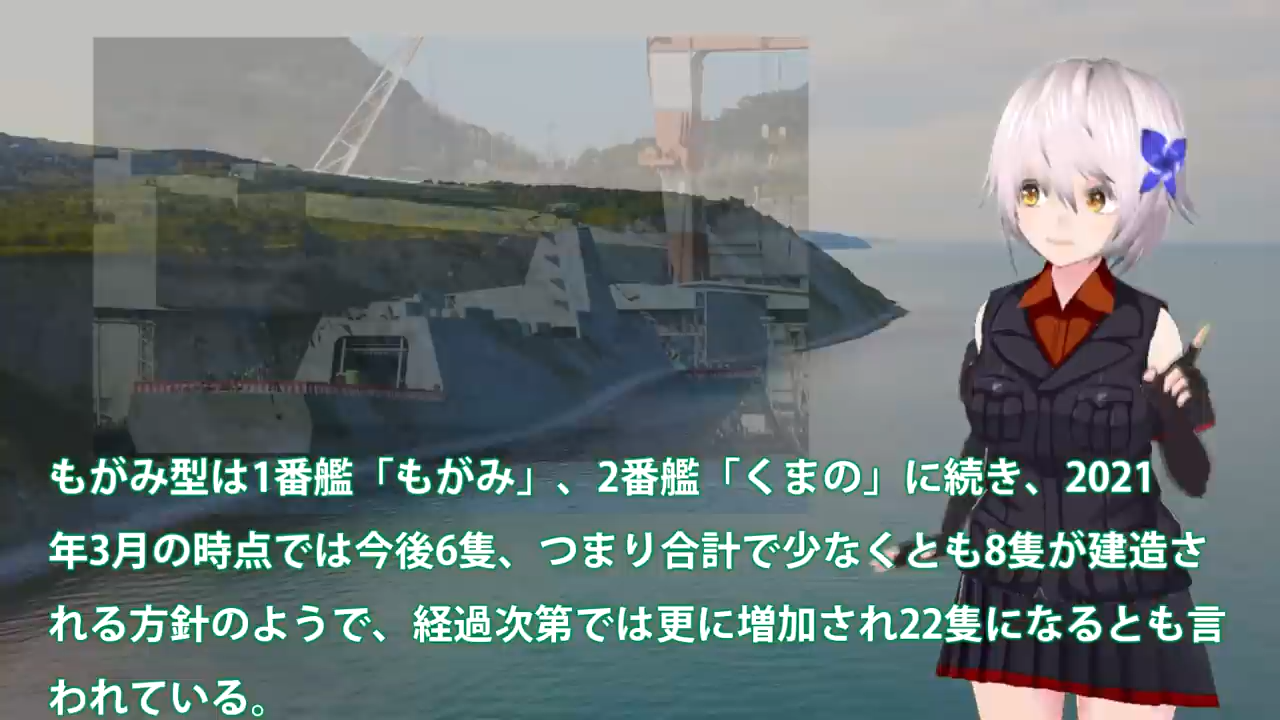 もがみ型は1番艦「もがみ」、2番艦「くまの」に続き、2021
年3月の時点では今後6隻、つまり合計で少なくとも8隻が建造さ
れる方針のようで、経過次第では更に増加され22隻になるとも言
われている。